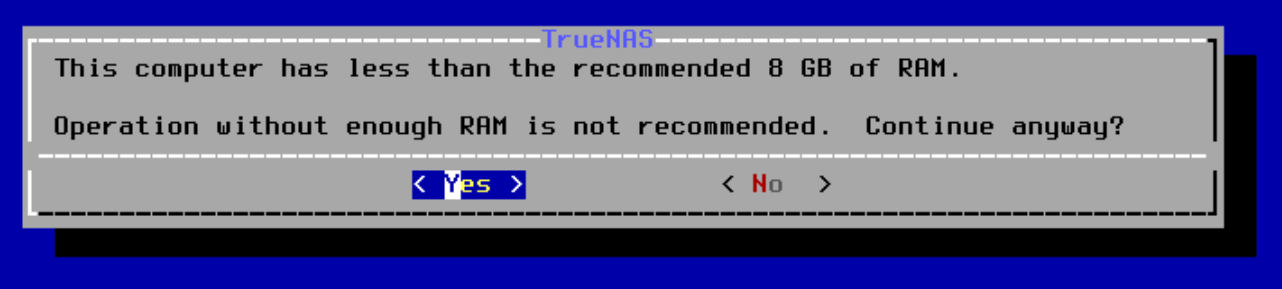 TrueNAS
This computer has less than the recommended 8 GB of RAM.
Operation without enough RAM is not recommended.  Continue anyway?
< Yes >
< No  >